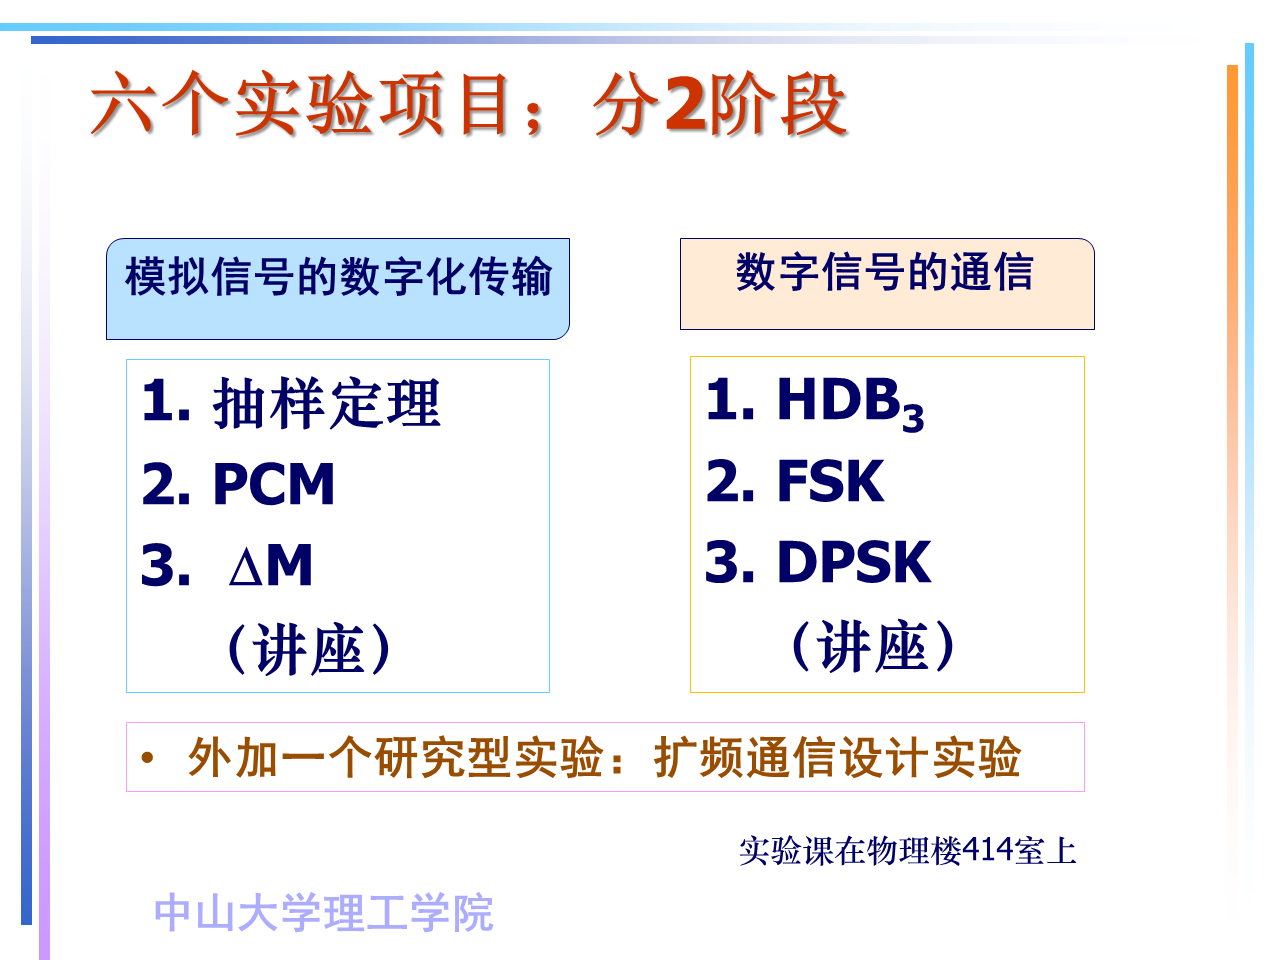 六个实验项目；分2阶段
模拟信号的数字化传输
1. 抽样定理
2. PCM
3. ΔM
（讲座）
数字信号的通信
1. HDB₃
2. FSK
3. DPSK
（讲座）
• 外加一个研究型实验：扩频通信设计实验
实验课在物理楼414室上
中山大学理工学院